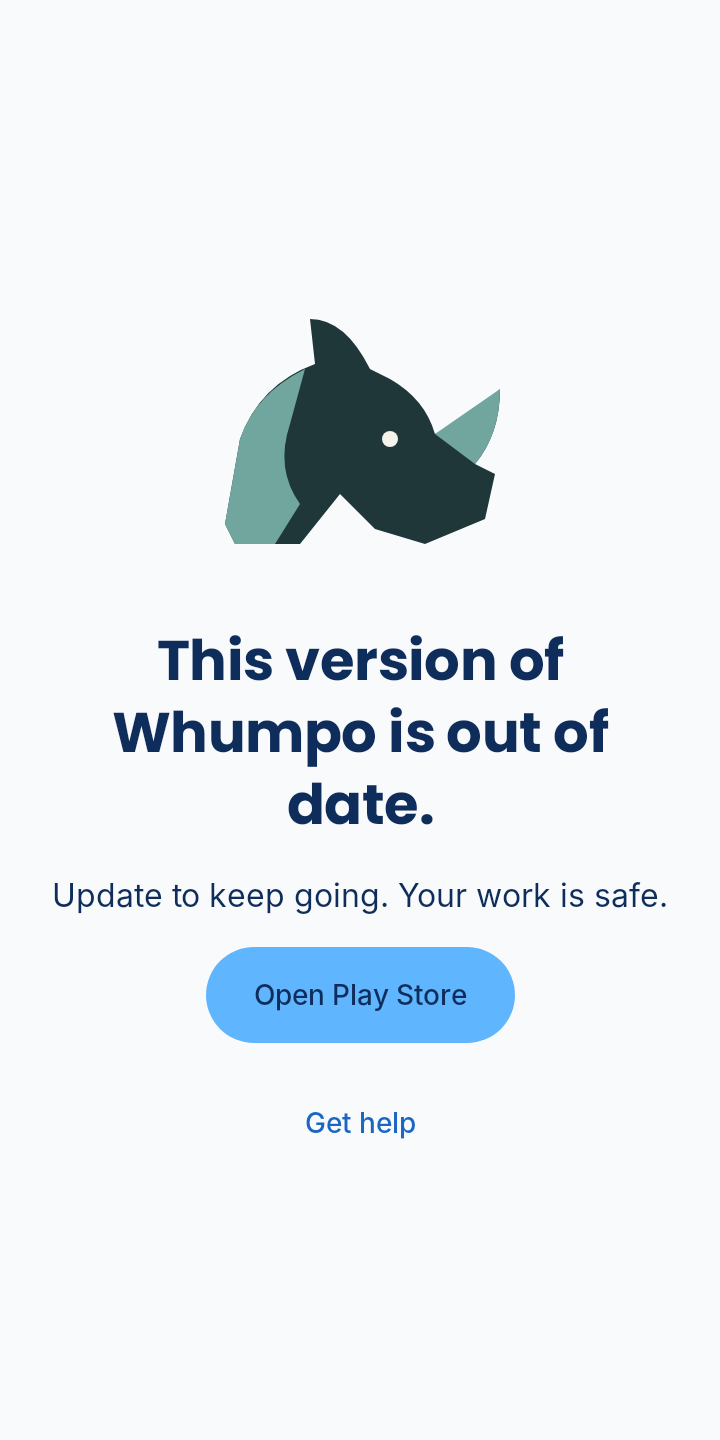 This version of
Whumpo is out of
date.
Update to keep going. Your work is safe.
Open Play Store
Get help